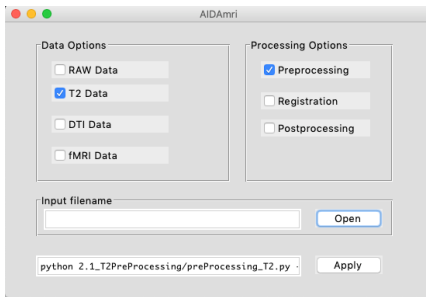 AIDAmri
Data Options
RAW Data
T2 Data
DTI Data
fMRI Data
Processing Options
Preprocessing
Registration
Postprocessing
Input filename
Open
python 2.1_T2PreProcessing/preProcessing_T2.py -
Apply